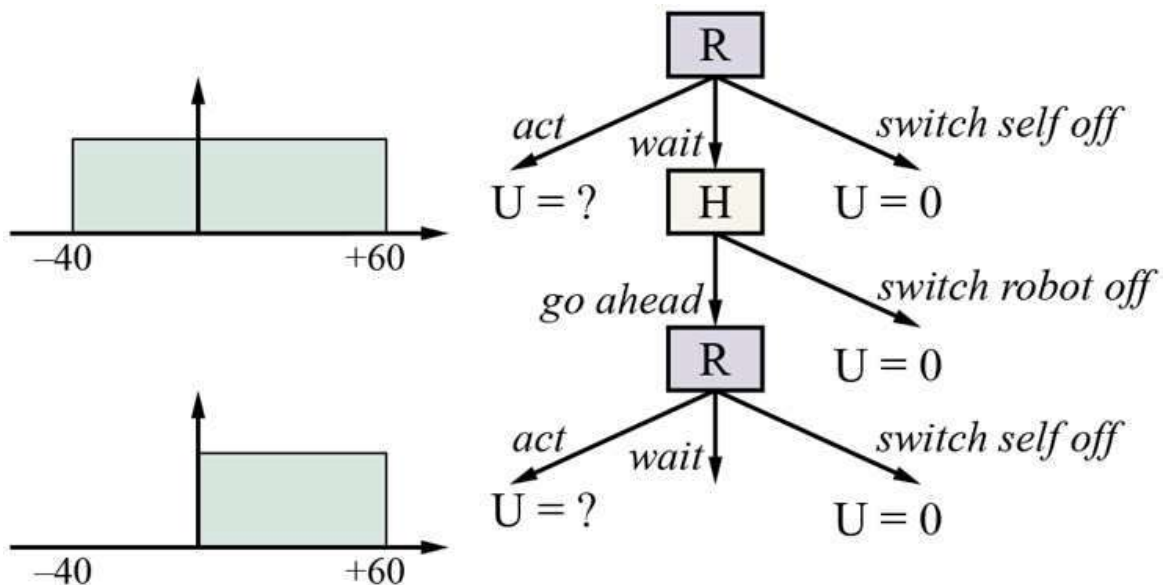 R
act
wait
switch self off
U = ?
H
U = 0
–40
+60
go ahead
switch robot off
R
U = 0
act
wait
switch self off
U = ?
U = 0
–40
+60